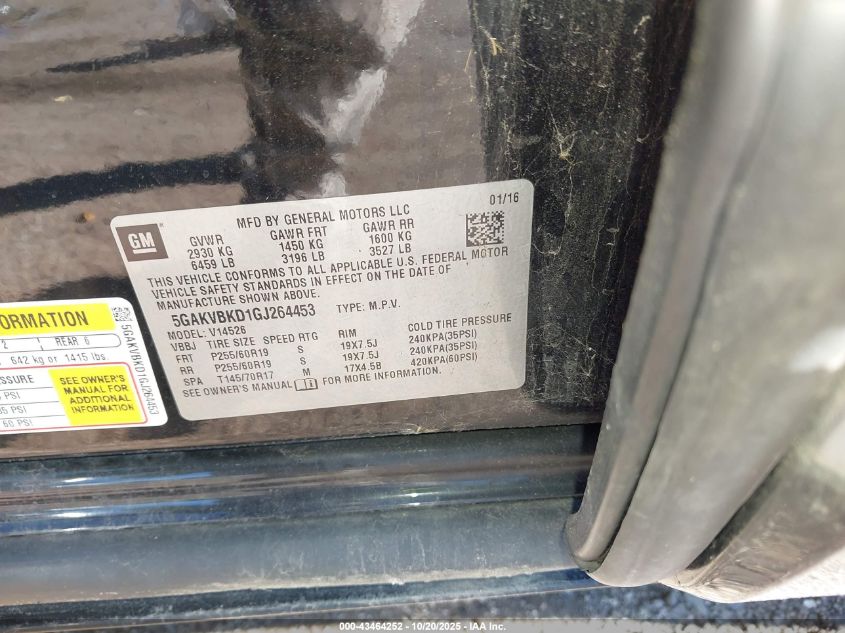 MFD BY GENERAL MOTORS LLC 01/16
GM
GVWR GAWR FRT GAWR RR
2930 KG 1450 KG 1600 KG
6459 LB 3196 LB 3527 LB
THIS VEHICLE CONFORMS TO ALL APPLICABLE U.S. FEDERAL MOTOR
VEHICLE SAFETY STANDARDS IN EFFECT ON THE DATE OF
MANUFACTURE SHOWN ABOVE.
5GAKVBKD1GJ264453 TYPE: M.P.V.
MODEL: V14526
VBBJ TIRE SIZE SPEED RTG RIM COLD TIRE PRESSURE
FRT P255/60R19 S 19X7.5J 240KPA(35PSI)
RR P255/60R19 S 19X7.5J 240KPA(35PSI)
SPA T145/70R17 M 17X4.5B 420KPA(60PSI)
SEE OWNER'S MANUAL FOR MORE INFORMATION.
ORMATION
2 REAR 6
642 kg or 1415 lbs.
SEE OWNER'S
MANUAL FOR
ADDITIONAL
INFORMATION
5GAKVBKD1GJ264453
000-43464252 | 10/20/2025 - IAA Inc.